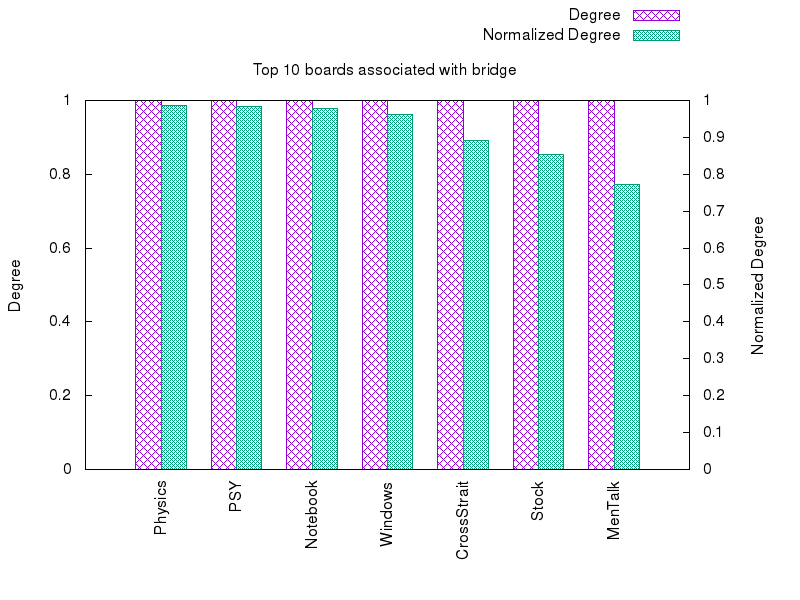 Degree
Normalized Degree
Top 10 boards associated with bridge
1
0.8
0.6
0.4
0.2
0
Degree
1
0.9
0.8
0.7
0.6
0.5
0.4
0.3
0.2
0.1
0
Normalized Degree
Physics
PSY
Notebook
Windows
CrossStrait
Stock
MenTalk